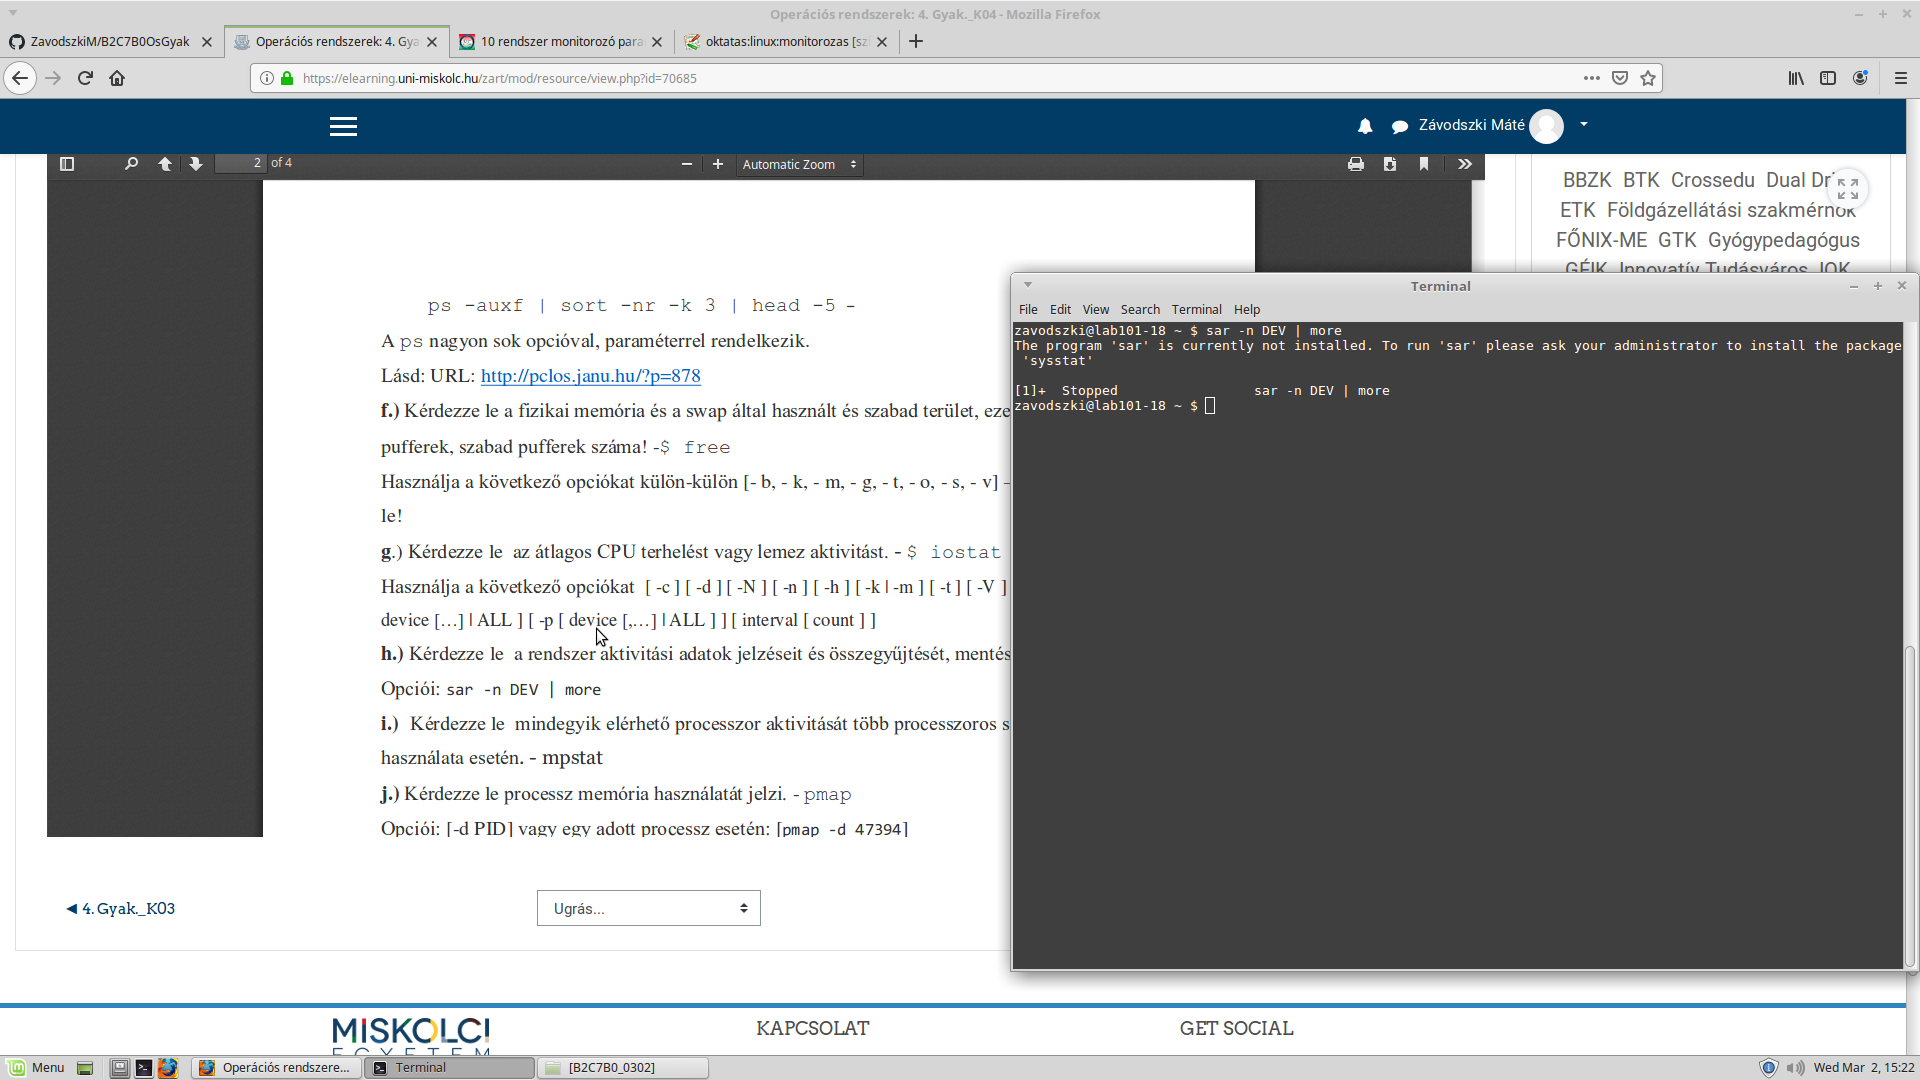 Operációs rendszerek: 4. Gyak._K04 - Mozilla Firefox
ZavodszkiM/B2C7B0OsGyak
Operációs rendszerek: 4. Gya
10 rendszer monitorozó para
oktatas:linux:monitorozas [sz
https://elearning.uni-miskolc.hu/zart/mod/resource/view.php?id=70685
Závodszki Máté
2 of 4
Automatic Zoom
BBZK BTK Crossedu Dual Dri
ETK Földgázellátási szakmérnök
FŐNIX-ME GTK Gyógypedagógus
GÉIK Innovatív Tudásváros JOK
ps -auxf | sort -nr -k 3 | head -5 -
A ps nagyon sok opcióval, paraméterrel rendelkezik.
Lásd: URL: http://pclos.janu.hu/?p=878
f.) Kérdezze le a fizikai memória és a swap által használt és szabad terület, eze
pufferek, szabad pufferek száma! -$ free
Használja a következő opciókat külön-külön [- b, - k, - m, - g, - t, - o, - s, - v] -
le!
g.) Kérdezze le az átlagos CPU terhelést vagy lemez aktivitást. - $ iostat
Használja a következő opciókat [ -c ] [ -d ] [ -N ] [ -n ] [ -h ] [ -k | -m ] [ -t ] [ -V ]
device […] | ALL ] [ -p [ device [,…] | ALL ] ] [ interval [ count ] ]
h.) Kérdezze le a rendszer aktivitási adatok jelzéseit és összegyűjtését, mentés
Opciói: sar -n DEV | more
i.) Kérdezze le mindegyik elérhető processzor aktivitását több processzoros s
használata esetén. - mpstat
j.) Kérdezze le processz memória használatát jelzi. - pmap
Opciói: [-d PID] vagy egy adott processz esetén: [pmap -d 47394]
Terminal
File Edit View Search Terminal Help
zavodszki@lab101-18 ~ $ sar -n DEV | more
The program 'sar' is currently not installed. To run 'sar' please ask your administrator to install the package
'sysstat'
[1]+ Stopped sar -n DEV | more
zavodszki@lab101-18 ~ $
◄ 4. Gyak._K03
Ugrás...
MISKOLCI
EGYETEM
KAPCSOLAT
GET SOCIAL
Menu
Operációs rendszere...
Terminal
[B2C7B0_0302]
Wed Mar 2, 15:22